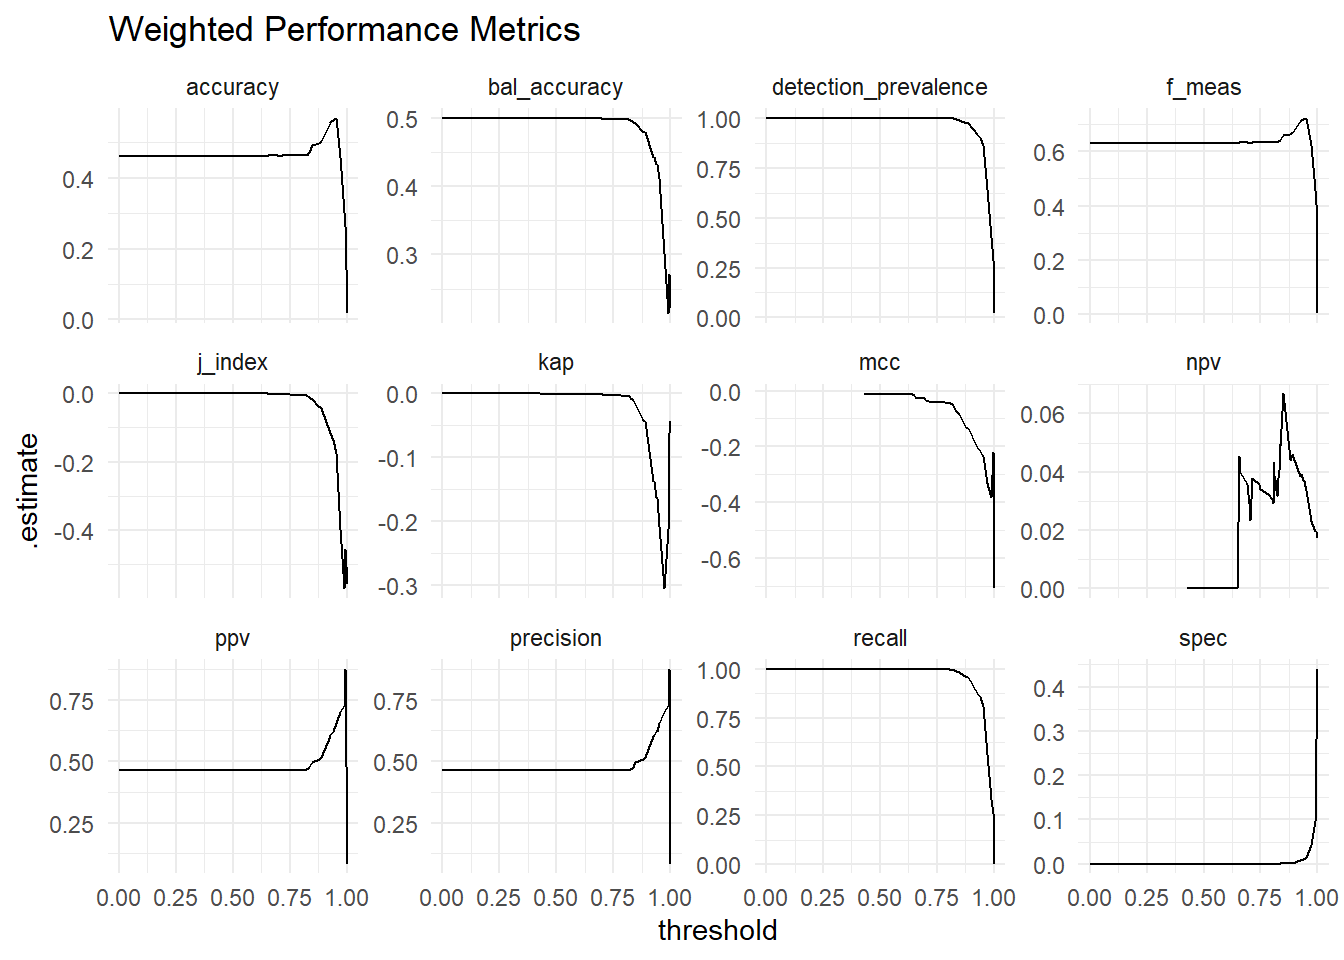 Weighted Performance Metrics
accuracy bal_accuracy detection_prevalence f_meas
0.4 0.2 0.0
0.5 0.4 0.3
1.00 0.75 0.50 0.25 0.00
0.6 0.4 0.2 0.0
j_index kap mcc npv
0.0 -0.2 -0.4
0.0 -0.1 -0.2 -0.3
0.0 -0.2 -0.4 -0.6
0.06 0.04 0.02 0.00
.estimate
ppv precision recall spec
0.75 0.50 0.25
0.75 0.50 0.25
1.00 0.75 0.50 0.25 0.00
0.4 0.3 0.2 0.1 0.0
0.00 0.25 0.50 0.75 1.00 0.00 0.25 0.50 0.75 1.00 0.00 0.25 0.50 0.75 1.00 0.00 0.25 0.50 0.75 1.00
threshold